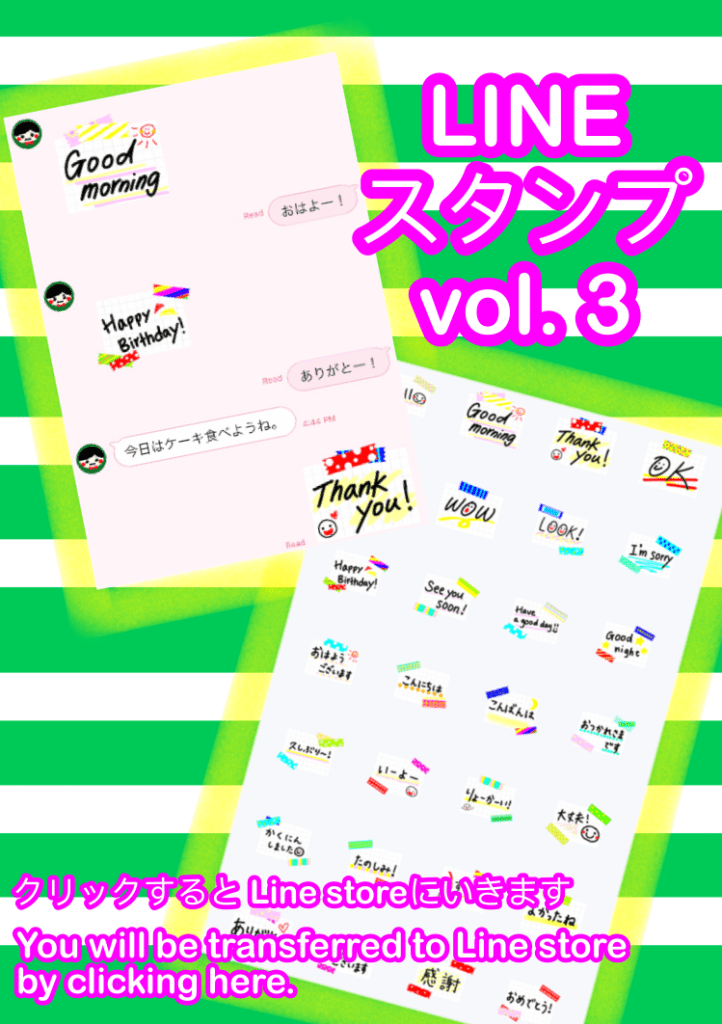 LINE
スタンプ
vol. 3
Good
morning
Read おはよー！
Happy
Birthday!
Read ありがとー！
今日はケーキ食べようね。 4:44 PM
Thank
you!
Read
Good
morning
Thank
you!
OK
WOW
LOOK!
I'm sorry
Happy
Birthday!
See you
soon!
Have
a good day
Good
night
おはよう
ございます
こんにちは
こんばんは
おつかれさま
です
久しぶり〜!
いーよー
りょーかーい!
大丈夫!
かくにん
しました
たのしみ!
よかったね
クリックすると Line storeにいきます
You will be transferred to Line store
by clicking here.
感謝
おめでとう!